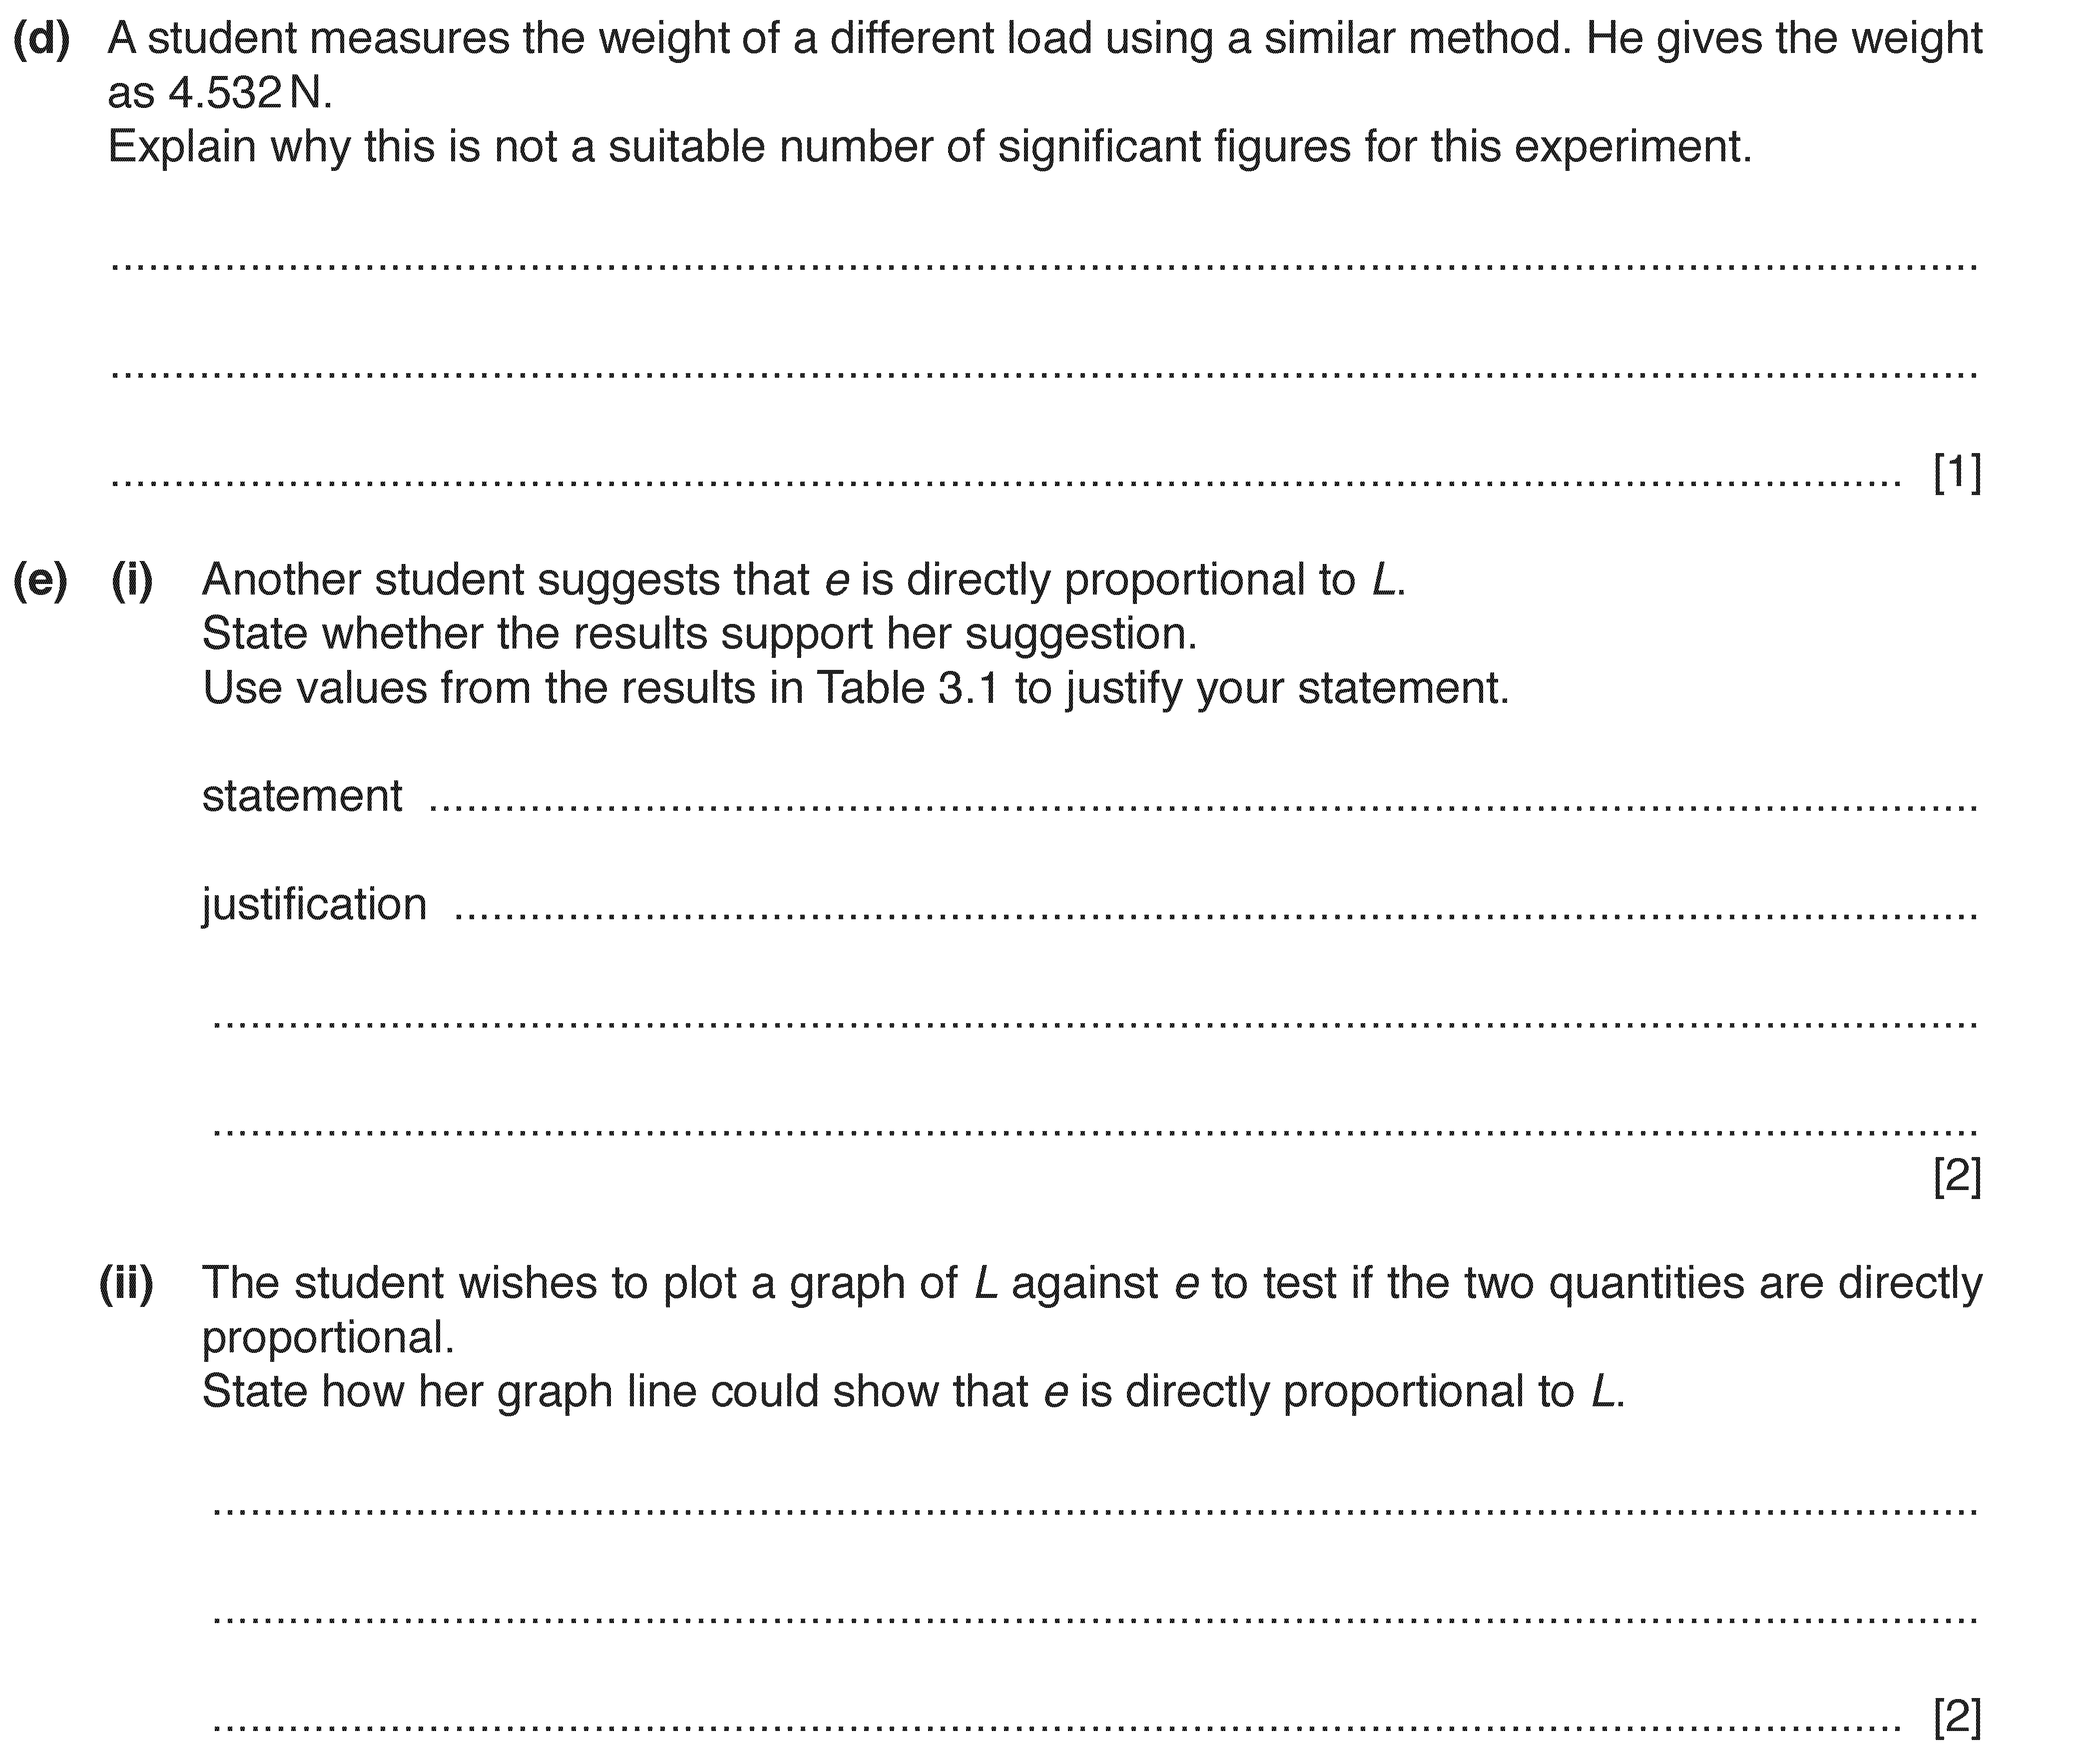 (d) A student measures the weight of a different load using a similar method. He gives the weight
as 4.532 N.
Explain why this is not a suitable number of significant figures for this experiment.
..........................................................................................
..........................................................................................
.......................................................................................... [1]
(e) (i) Another student suggests that e is directly proportional to L.
State whether the results support her suggestion.
Use values from the results in Table 3.1 to justify your statement.
statement ..........................................................................................
justification ..........................................................................................
..........................................................................................
..........................................................................................
[2]
(ii) The student wishes to plot a graph of L against e to test if the two quantities are directly
proportional.
State how her graph line could show that e is directly proportional to L.
..........................................................................................
..........................................................................................
.......................................................................................... [2]